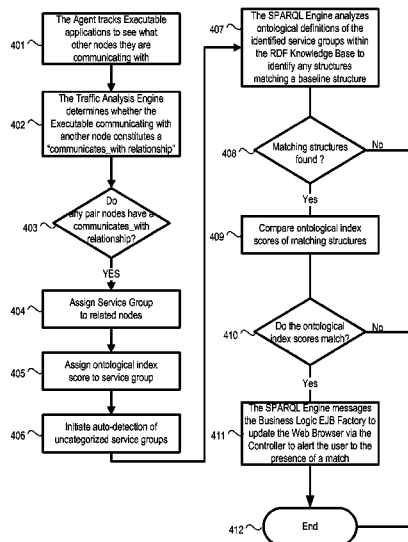 401
The Agent tracks Executable
applications to see what
other nodes they are
communicating with
402
The Traffic Analysis Engine
determines whether the
Executable communicating with
another node constitutes a
“communicates_with relationship”
403
Do
any pair nodes have a
communicates_with
relationship?
YES
404
Assign Service Group
to related nodes
405
Assign ontological index
score to service group
406
Initiate auto-detection of
uncategorized service groups
407
The SPARQL Engine analyzes
ontological definitions of the
identified service groups within
the RDF Knowledge Base to
identify any structures
matching a baseline structure
408
Matching structures
found ?
No
Yes
409
Compare ontological index
scores of matching structures
410
Do the ontological
index scores match?
No
Yes
411
The SPARQL Engine messages
the Business Logic EJB Factory to
update the Web Browser via the
Controller to alert the user to the
presence of a match
412
End